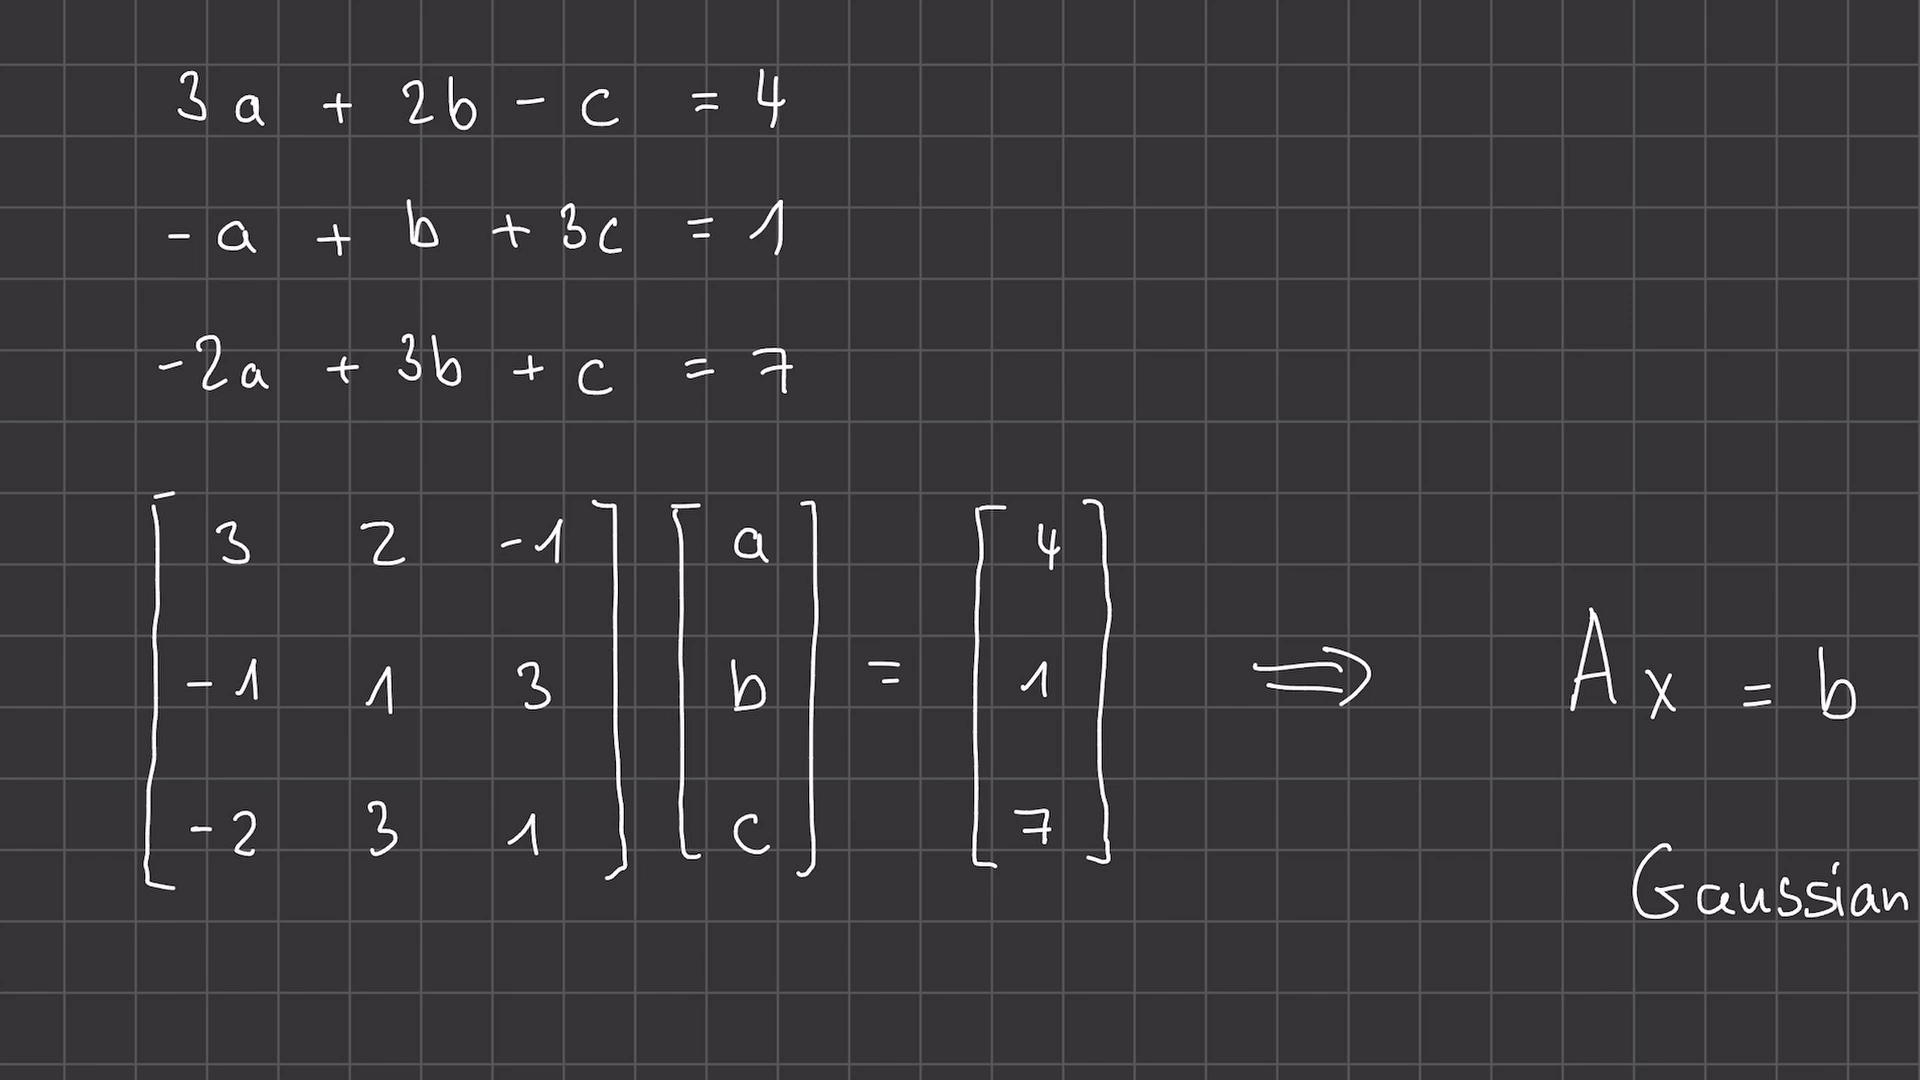 3a + 2b - c = 4
-a + b + 3c = 1
-2a + 3b + c = 7
[3 2 -1] [a] = [4]
[-1 1 3] [b] = [1] ⇒ Ax = b
[-2 3 1] [c] = [7]
Gaussian